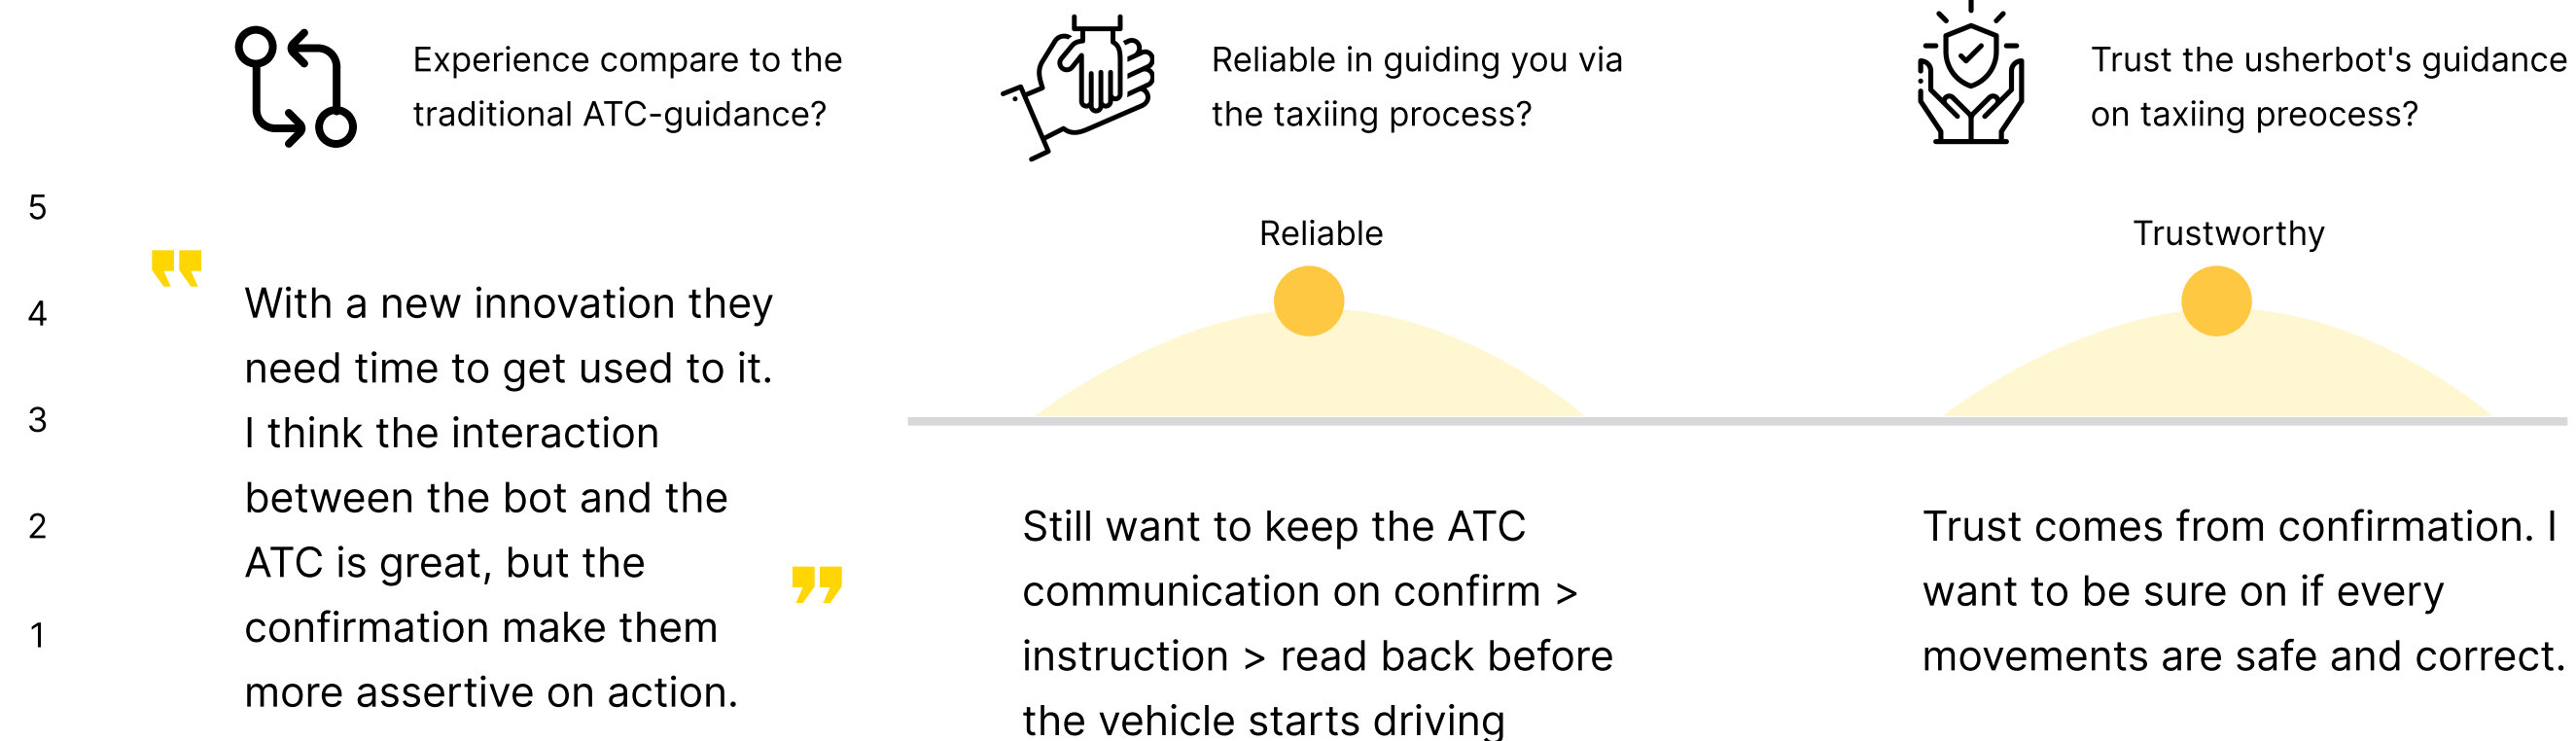 Experience compare to the
traditional ATC-guidance?
Reliable in guiding you via
the taxiing process?
Trust the usherbot's guidance
on taxiing preocess?
5
4
3
2
1
"
With a new innovation they
need time to get used to it.
I think the interaction
between the bot and the
ATC is great, but the
confirmation make them
more assertive on action.
"
Reliable
Still want to keep the ATC
communication on confirm >
instruction > read back before
the vehicle starts driving
Trustworthy
Trust comes from confirmation. I
want to be sure on if every
movements are safe and correct.